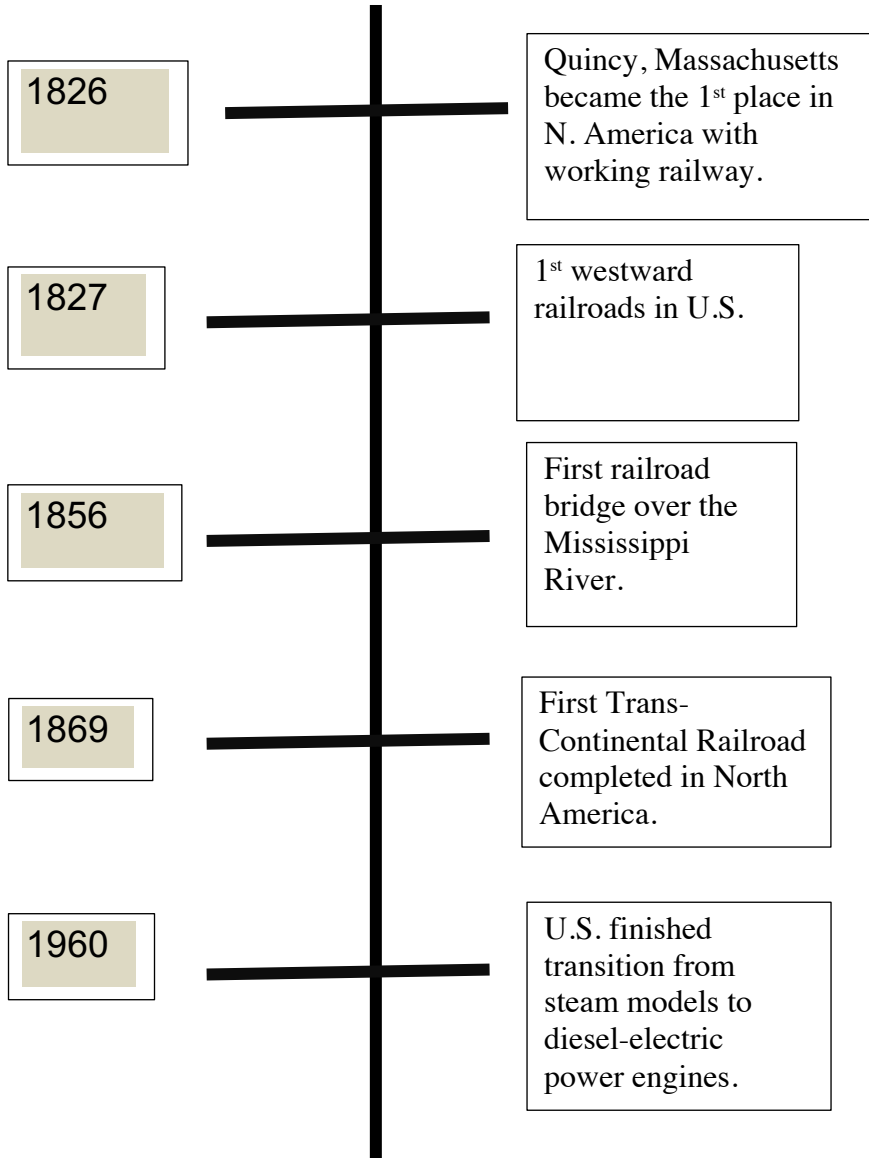 1826
Quincy, Massachusetts
became the 1st place in
N. America with
working railway.
1827
1st westward
railroads in U.S.
1856
First railroad
bridge over the
Mississippi
River.
1869
First Trans-
Continental Railroad
completed in North
America.
1960
U.S. finished
transition from
steam models to
diesel-electric
power engines.